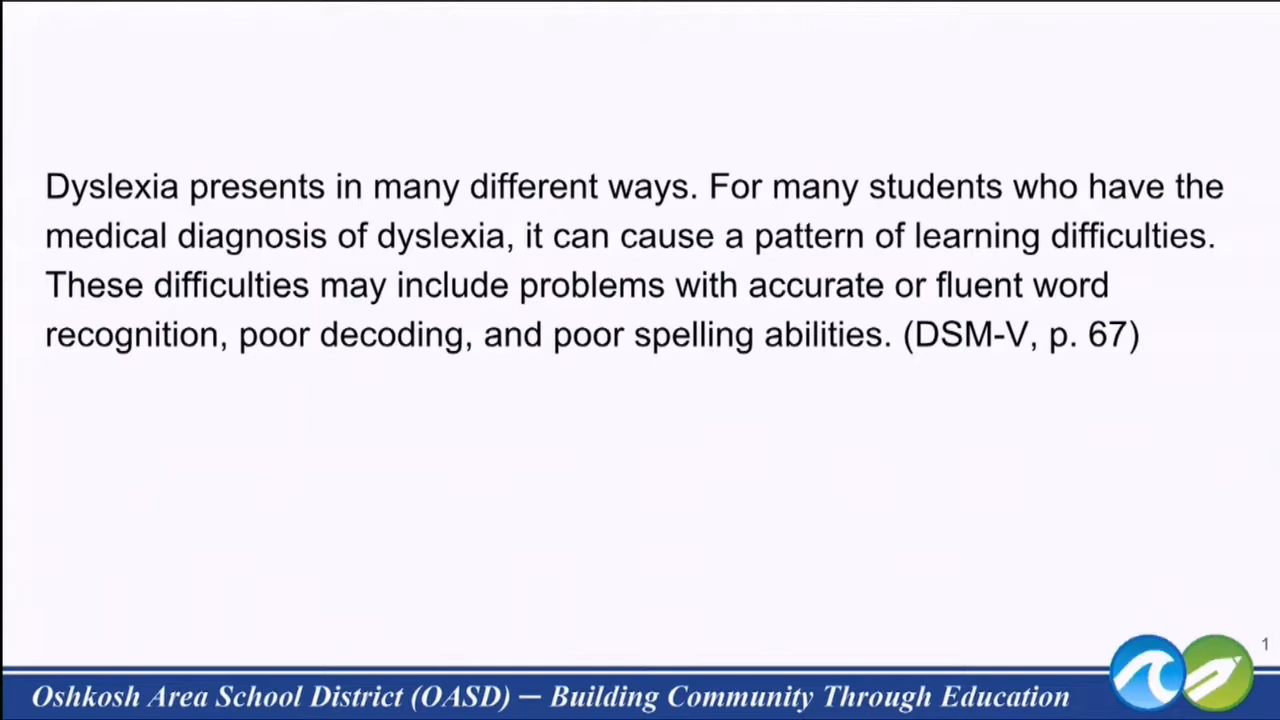 Dyslexia presents in many different ways. For many students who have the
medical diagnosis of dyslexia, it can cause a pattern of learning difficulties.
These difficulties may include problems with accurate or fluent word
recognition, poor decoding, and poor spelling abilities. (DSM-V, p. 67)
1
Oshkosh Area School District (OASD) — Building Community Through Education